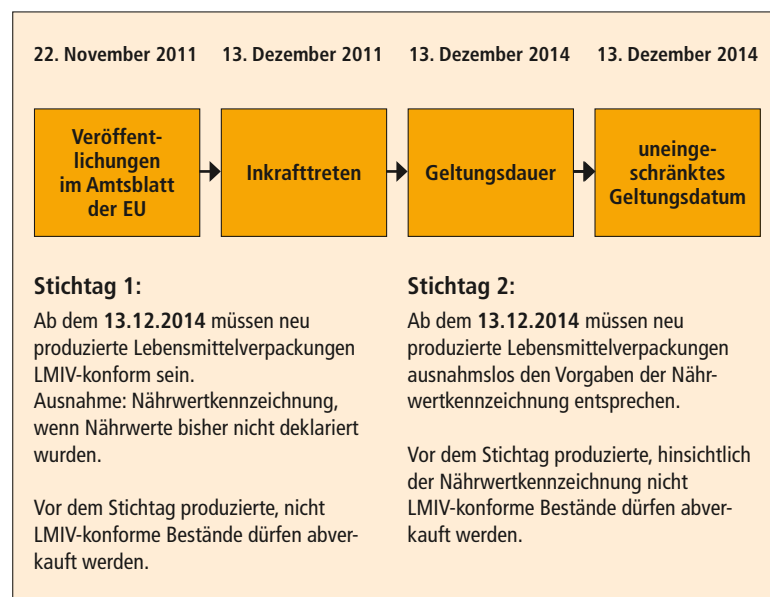 22. November 2011
13. Dezember 2011
13. Dezember 2014
13. Dezember 2014
Veröffent-
lichungen
im Amtsblatt
der EU
Inkrafttreten
Geltungsdauer
uneinge-
schränktes
Geltungsdatum
Stichtag 1:
Ab dem 13.12.2014 müssen neu
produzierte Lebensmittelverpackungen
LMIV-konform sein.
Ausnahme: Nährwertkennzeichnung,
wenn Nährwerte bisher nicht deklariert
wurden.
Vor dem Stichtag produzierte, nicht
LMIV-konforme Bestände dürfen abver-
kauft werden.
Stichtag 2:
Ab dem 13.12.2014 müssen neu
produzierte Lebensmittelverpackungen
ausnahmslos den Vorgaben der Nähr-
wertkennzeichnung entsprechen.
Vor dem Stichtag produzierte, hinsichtlich
der Nährwertkennzeichnung nicht
LMIV-konforme Bestände dürfen abver-
kauft werden.